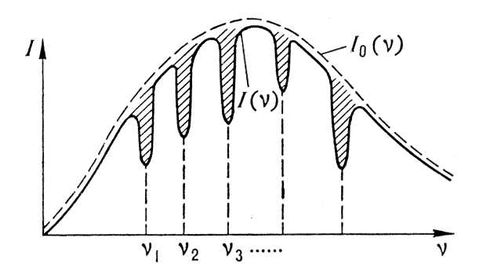 I
I₀(ν)
I(ν)
ν₁ ν₂ ν₃ ...... ν